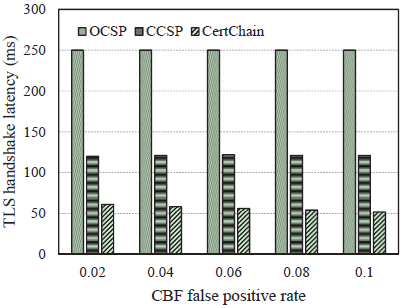 300
OCSP CCSP CertChain
250
200
150
100
50
0
TLS handshake latency (ms)
0.02 0.04 0.06 0.08 0.1
CBF false positive rate